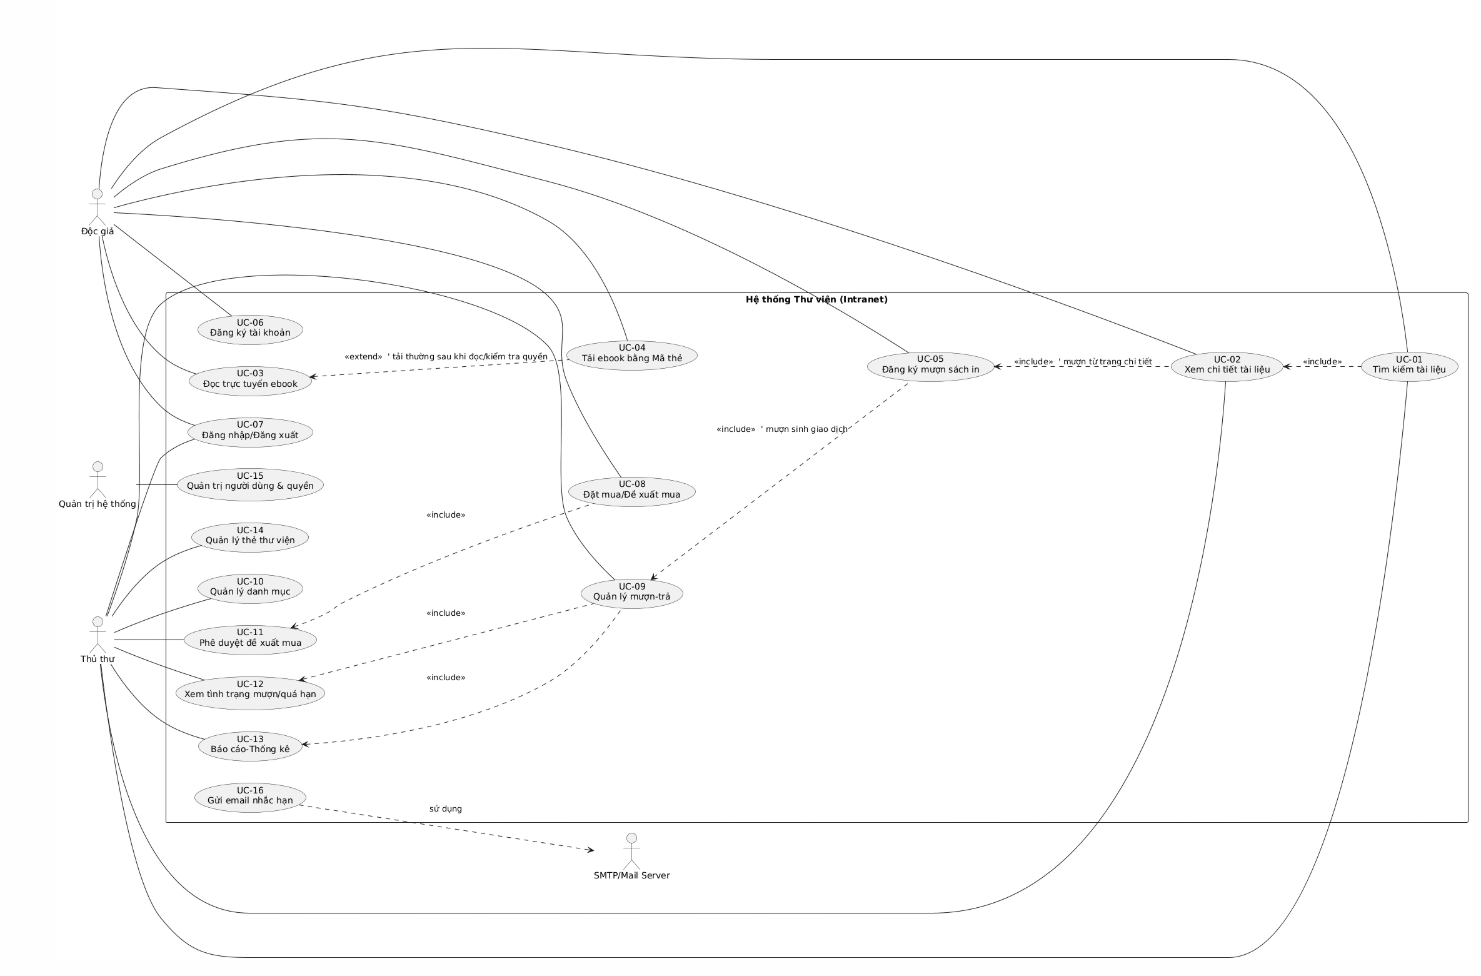 Độc giả
Hệ thống Thư viện (Intranet)
UC-06
Đăng ký tài khoản
UC-04
Tải ebook bằng Mã thẻ
«extend» ' tải thường sau khi đọc/kiểm tra quyền
UC-03
Đọc trực tuyến ebook
UC-05
Đăng ký mượn sách in
«include» ' mượn từ trang chi tiết
UC-02
Xem chi tiết tài liệu
«include»
UC-01
Tìm kiếm tài liệu
UC-07
Đăng nhập/Đăng xuất
«include» ' mượn sinh giao dịch
Quản trị hệ thống
UC-15
Quản trị người dùng & quyền
UC-08
Đặt mua/Đề xuất mua
«include»
UC-14
Quản lý thẻ thư viện
UC-10
Quản lý danh mục
UC-09
Quản lý mượn-trả
«include»
Thủ thư
UC-11
Phê duyệt đề xuất mua
«include»
UC-12
Xem tình trạng mượn/quá hạn
UC-13
Báo cáo-Thống kê
UC-16
Gửi email nhắc hạn
sử dụng
SMTP/Mail Server